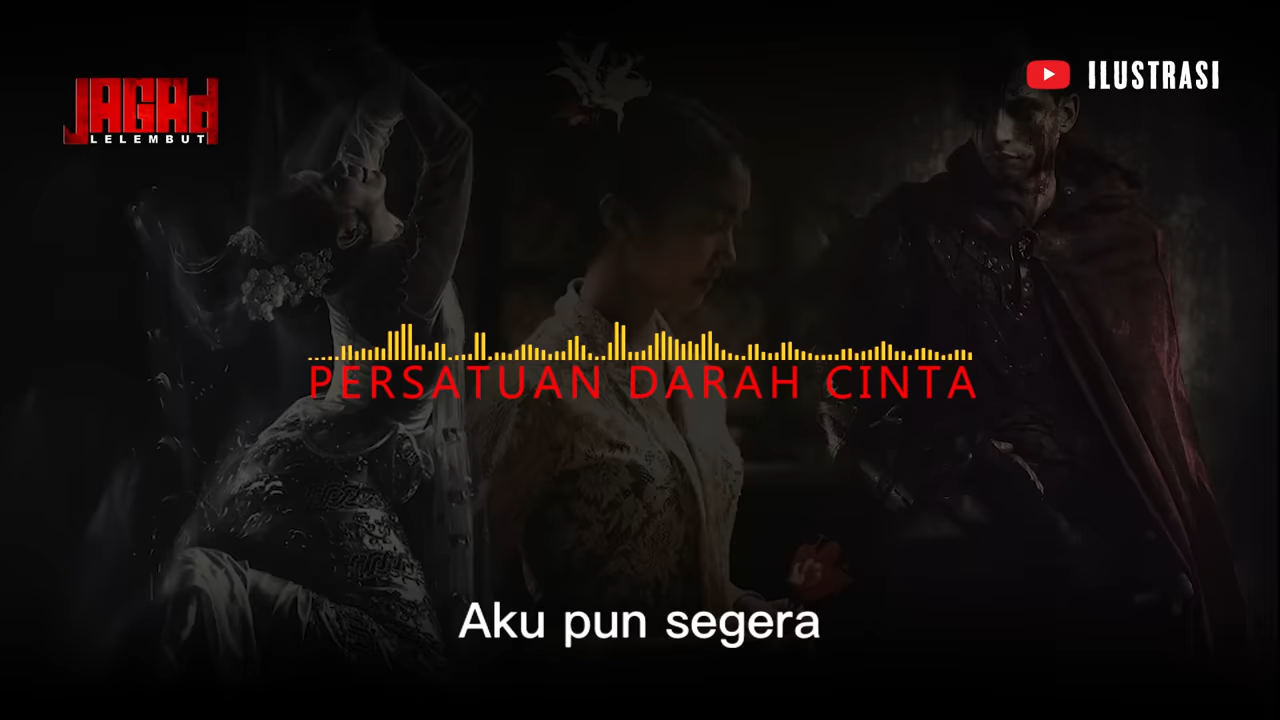 JAGAd
LELEMBUT
ILUSTRASI
PERSATUAN DARAH CINTA
Aku pun segera